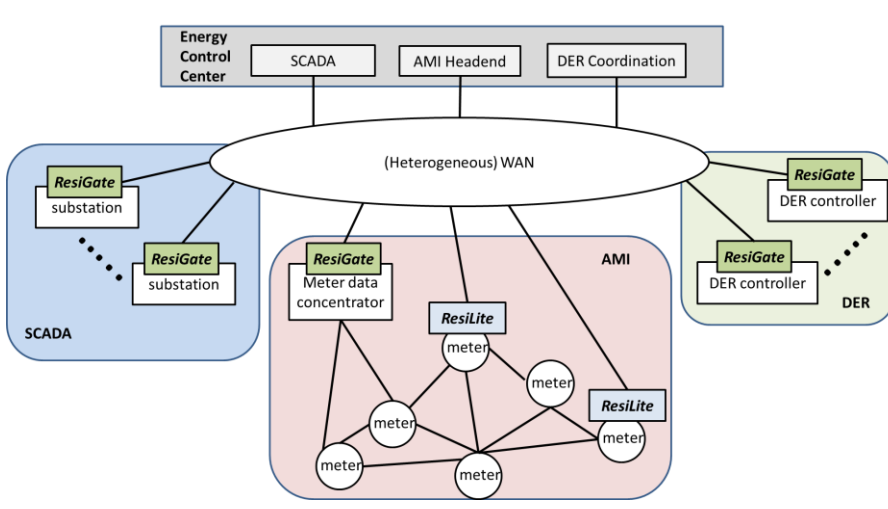 Energy
Control
Center
SCADA
AMI Headend
DER Coordination
(Heterogeneous) WAN
ResiGate
substation
ResiGate
substation
SCADA
ResiGate
Meter data
concentrator
AMI
ResiLite
meter
meter
ResiLite
meter
meter
meter
meter
ResiGate
DER controller
ResiGate
DER controller
DER